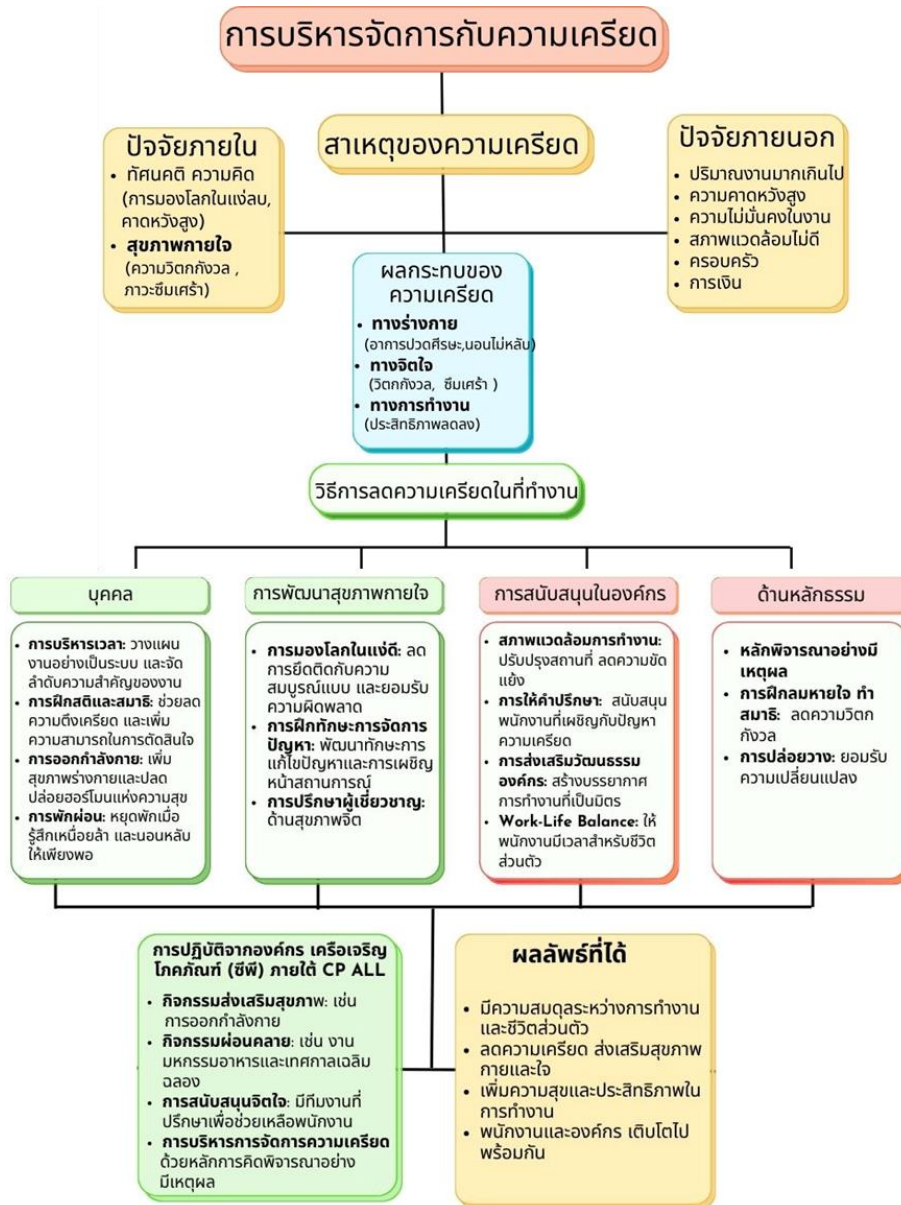 การบริหารจัดการกับความเครียด
สาเหตุของความเครียด
ปัจจัยภายใน
• ทัศนคติ ความคิด
(การมองโลกในแง่ลบ,
คาดหวังสูง)
• สุขภาพกายใจ
(ความวิตกกังวล ,
ภาวะซึมเศร้า)
ปัจจัยภายนอก
• ปริมาณงานมากเกินไป
• ความคาดหวังสูง
• ความไม่มั่นคงในงาน
• สภาพแวดล้อมไม่ดี
• ครอบครัว
• การเงิน
ผลกระทบของ
ความเครียด
• ทางร่างกาย
(อาการปวดศีรษะ,นอนไม่หลับ)
• ทางจิตใจ
(วิตกกังวล, ซึมเศร้า )
• ทางการทำงาน
(ประสิทธิภาพลดลง)
วิธีการลดความเครียดในที่ทำงาน
บุคคล
• การบริหารเวลา: วางแผน
งานอย่างเป็นระบบ และจัด
ลำดับความสำคัญของงาน
• การฝึกสติและสมาธิ: ช่วยลด
ความตึงเครียด และเพิ่ม
ความสามารถในการตัดสินใจ
• การออกกำลังกาย: เพิ่ม
สุขภาพร่างกายและปลด
ปล่อยฮอร์โมนแห่งความสุข
• การพักผ่อน: หยุดพักเมื่อ
รู้สึกเหนื่อยล้า และนอนหลับ
ให้เพียงพอ
การพัฒนาสุขภาพกายใจ
• การมองโลกในแง่ดี: ลด
การยึดติดกับความ
สมบูรณ์แบบ และยอมรับ
ความผิดพลาด
• การฝึกทักษะการจัดการ
ปัญหา: พัฒนาทักษะการ
แก้ไขปัญหาและการเผชิญ
หน้าสถานการณ์
• การปรึกษาผู้เชี่ยวชาญ:
ด้านสุขภาพจิต
การสนับสนุนในองค์กร
• สภาพแวดล้อมการทำงาน:
ปรับปรุงสถานที่ ลดความขัด
แย้ง
• การให้คำปรึกษา: สนับสนุน
พนักงานที่เผชิญกับปัญหา
ความเครียด
• การส่งเสริมวัฒนธรรม
องค์กร: สร้างบรรยากาศ
การทำงานที่เป็นมิตร
• Work-Life Balance: ให้
พนักงานมีเวลาสำหรับชีวิต
ส่วนตัว
ด้านหลักธรรม
• หลักพิจารณาอย่างมี
เหตุผล
• การฝึกลมหายใจ ทำ
สมาธิ: ลดความวิตก
กังวล
• การปล่อยวาง: ยอมรับ
ความเปลี่ยนแปลง
การปฏิบัติจากองค์กร เครือเจริญ
โภคภัณฑ์ (ซีพี) ภายใต้ CP ALL
• กิจกรรมส่งเสริมสุขภาพ: เช่น
การออกกำลังกาย
• กิจกรรมผ่อนคลาย: เช่น งาน
มหกรรมอาหารและเทศกาลเฉลิม
ฉลอง
• การสนับสนุนจิตใจ: มีทีมงานที่
ปรึกษาเพื่อช่วยเหลือพนักงาน
• การบริหารการจัดการความเครียด
ด้วยหลักการคิดพิจารณาอย่าง
มีเหตุผล
ผลลัพธ์ที่ได้
• มีความสมดุลระหว่างการทำงาน
และชีวิตส่วนตัว
• ลดความเครียด ส่งเสริมสุขภาพ
กายและใจ
• เพิ่มความสุขและประสิทธิภาพใน
การทำงาน
• พนักงานและองค์กร เติบโตไป
พร้อมกัน